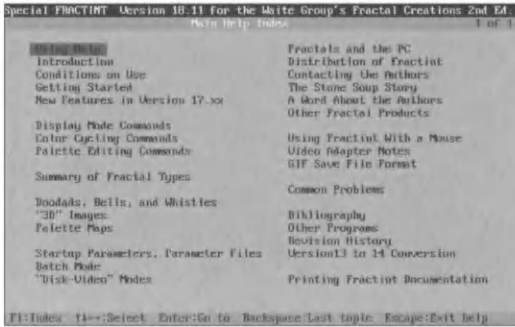 Special FRACTINT Version 18.11 for the Waite Group's Fractal Creations 2nd Ed.
Main Help Index 1 of 1
Using Help
Introduction
Conditions on Use
Getting Started
New Features in Version 17.xx
Display Mode Commands
Color Cycling Commands
Palette Editing Commands
Summary of Fractal Types
Doodads, Bells, and Whistles
"3D" Images
Palette Maps
Startup Parameters, Parameter Files
Batch Mode
"Disk-Video" Modes
Fractals and the PC
Distribution of Fractint
Contacting the Authors
The Stone Soup Story
A Word About the Authors
Other Fractal Products
Using Fractint With a Mouse
Video Adapter Notes
GIF Save File Format
Common Problems
Bibliography
Other Programs
Revision History
Version13 to 14 Conversion
Printing Fractint Documentation
F1:Index ↑↓←→:Select Enter:Go to Backspace:Last topic Escape:Exit help